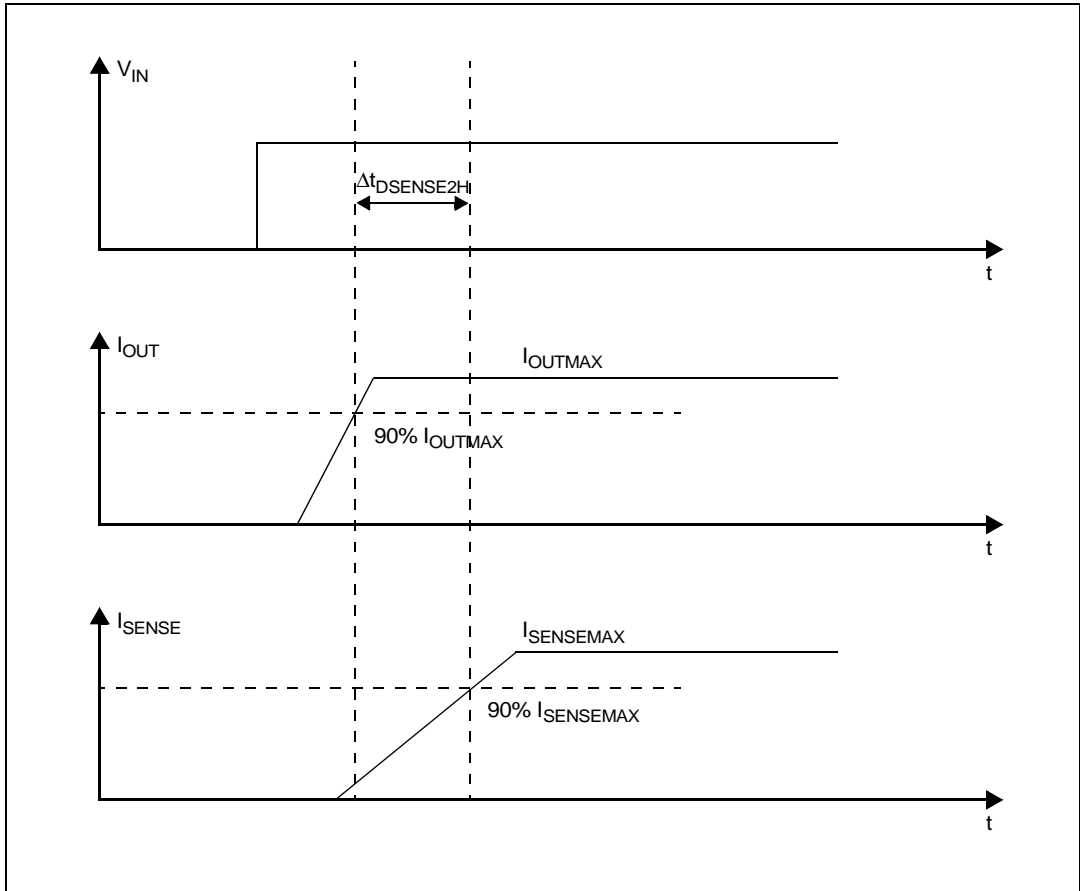 VIN
ΔtDSENSE2H
t
IOUT
IOUTMAX
90% IOUTMAX
t
ISENSE
ISENSEMAX
90% ISENSEMAX
t